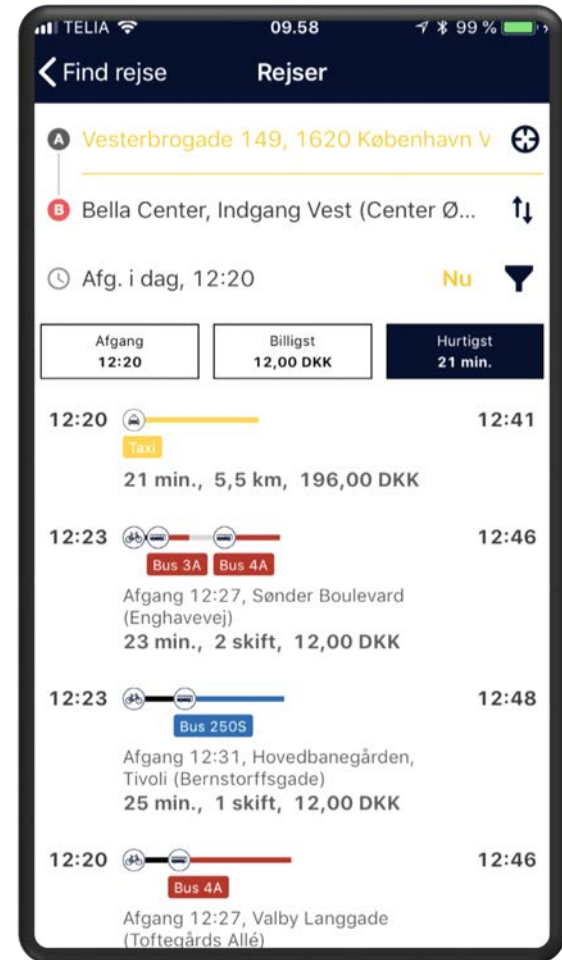 TELIA 09.58 99 %
Find rejse Rejser
A Vesterbrogade 149, 1620 København V
B Bella Center, Indgang Vest (Center Ø...
Afg. i dag, 12:20 Nu
Afgang Billigst Hurtigst
12:20 12,00 DKK 21 min.
12:20 12:41
Taxi
21 min., 5,5 km, 196,00 DKK
12:23 12:46
Bus 3A Bus 4A
Afgang 12:27, Sønder Boulevard
(Enghavevej)
23 min., 2 skift, 12,00 DKK
12:23 12:48
Bus 250S
Afgang 12:31, Hovedbanegården,
Tivoli (Bernstorffsgade)
25 min., 1 skift, 12,00 DKK
12:20 12:46
Bus 4A
Afgang 12:27, Valby Langgade
(Toftegårds Allé)